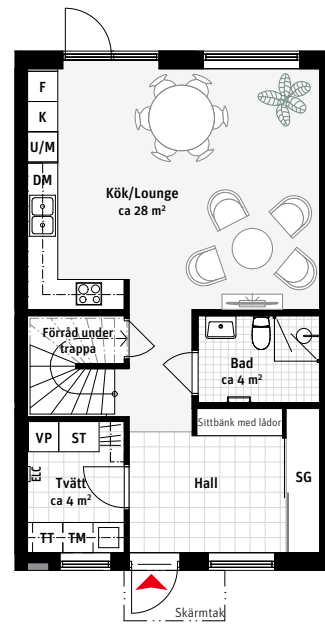 F
K
U/M
DM
Kök/Lounge
ca 28 m²
Förråd under
trappa
Bad
ca 4 m²
Sittbänk med lådor
VP
ST
ELC
Tvätt
ca 4 m²
Hall
SG
TT
TM
Skärmtak